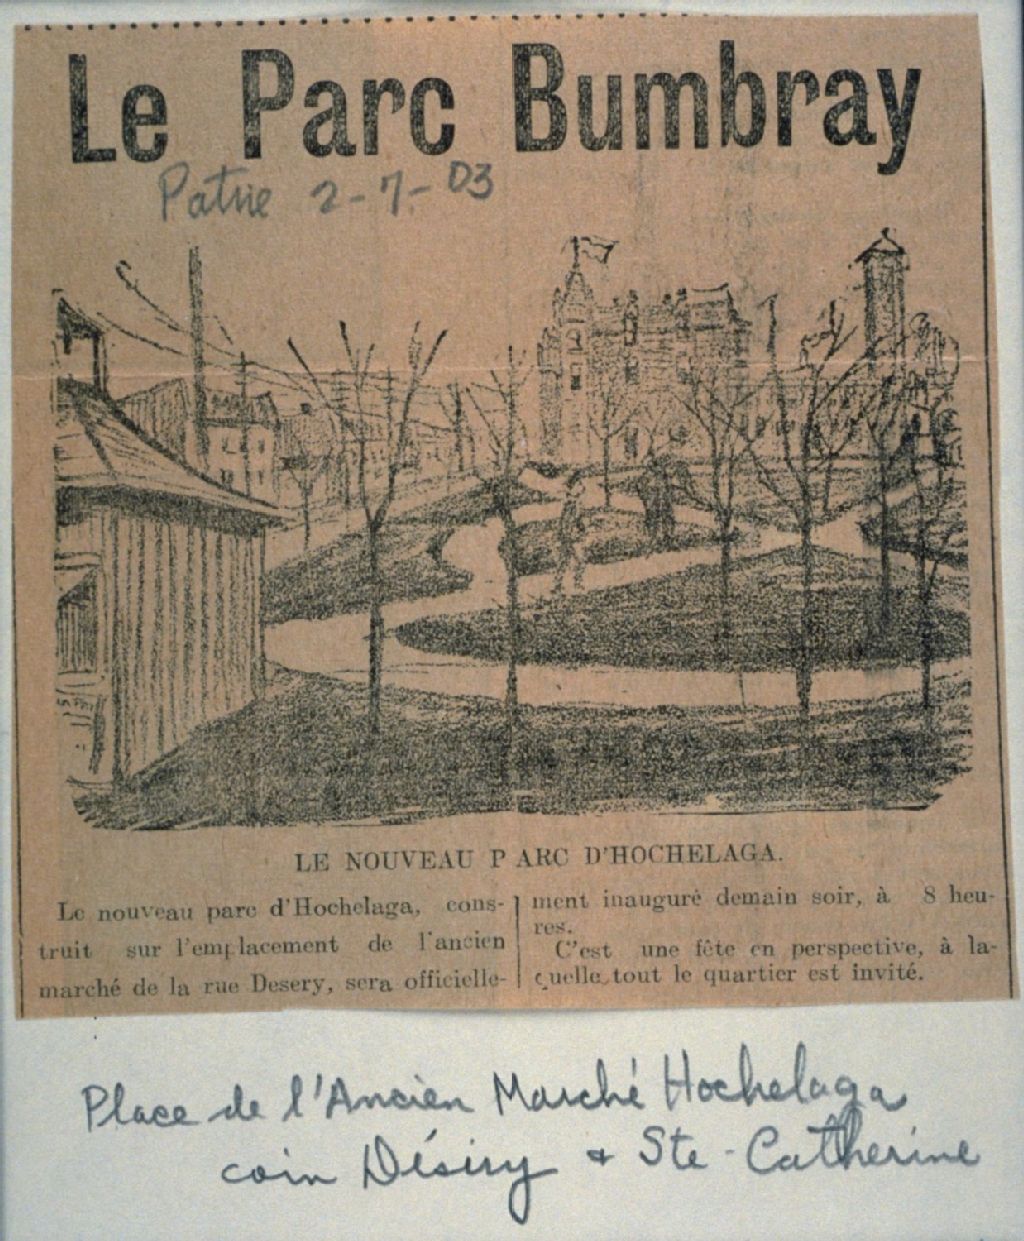 Le Parc Bumbray
Patrie 2-7-03
LE NOUVEAU PARC D'HOCHELAGA.
Le nouveau parc d'Hochelaga, cons-
truit sur l'emplacement de l'ancien
marché de la rue Desery, sera officielle-
ment inauguré demain soir, à 8 heu-
res.
C'est une fête en perspective, à la-
quelle tout le quartier est invité.
Place de l'Ancien Marché Hochelaga
coin Désiry & Ste-Catherine